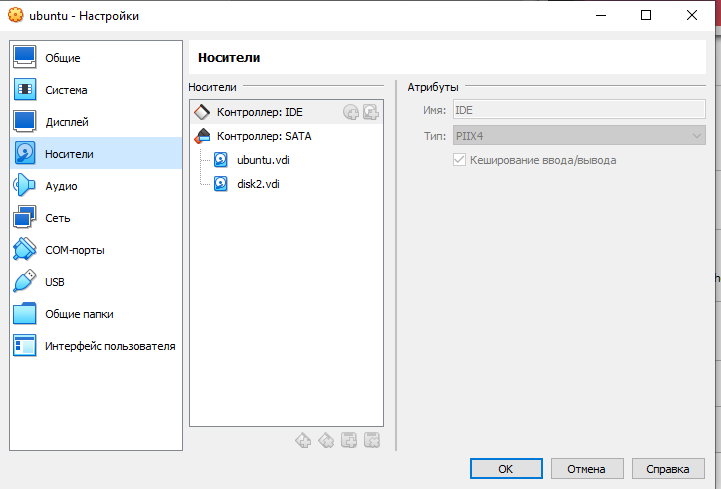 ubuntu - Настройки
Общие
Система
Дисплей
Носители
Аудио
Сеть
COM-порты
USB
Общие папки
Интерфейс пользователя
Носители
Носители
Контроллер: IDE
Контроллер: SATA
ubuntu.vdi
disk2.vdi
Атрибуты
Имя: IDE
Тип: PIIX4
Кеширование ввода/вывода
OK
Отмена
Справка